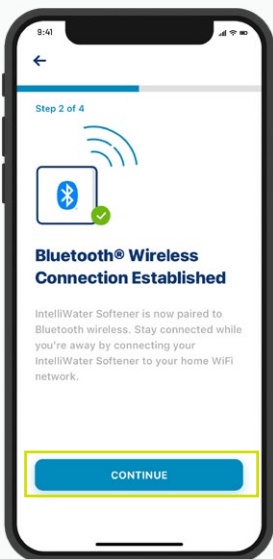 9:41
Step 2 of 4
Bluetooth® Wireless
Connection Established
IntelliWater Softener is now paired to
Bluetooth wireless. Stay connected while
you're away by connecting your
IntelliWater Softener to your home WiFi
network.
CONTINUE